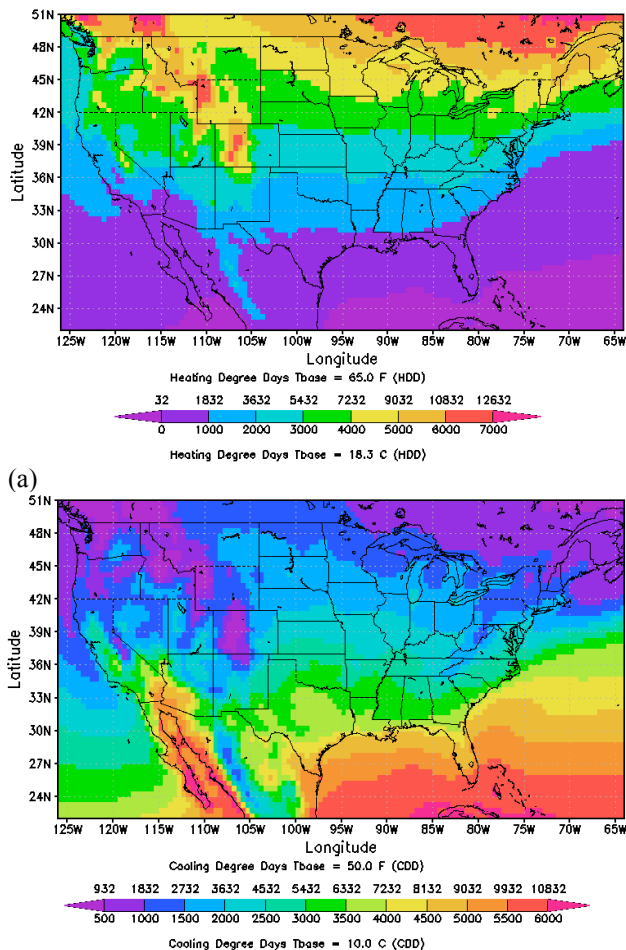 51N
48N
45N
42N
39N
36N
33N
30N
27N
24N
Latitude
125W 120W 115W 110W 105W 100W 95W 90W 85W 80W 75W 70W 65W
Longitude
Heating Degree Days Tbase = 65.0 F (HDD)
32 1832 3632 5432 7232 9032 10832 12632
0 1000 2000 3000 4000 5000 6000 7000
Heating Degree Days Tbase = 18.3 C (HDD)
(a)
51N
48N
45N
42N
39N
36N
33N
30N
27N
24N
Latitude
125W 120W 115W 110W 105W 100W 95W 90W 85W 80W 75W 70W 65W
Longitude
Cooling Degree Days Tbase = 50.0 F (CDD)
932 1832 2732 3632 4532 5432 6332 7232 8132 9032 9932 10832
500 1000 1500 2000 2500 3000 3500 4000 4500 5000 5500 6000
Cooling Degree Days Tbase = 10.0 C (CDD)